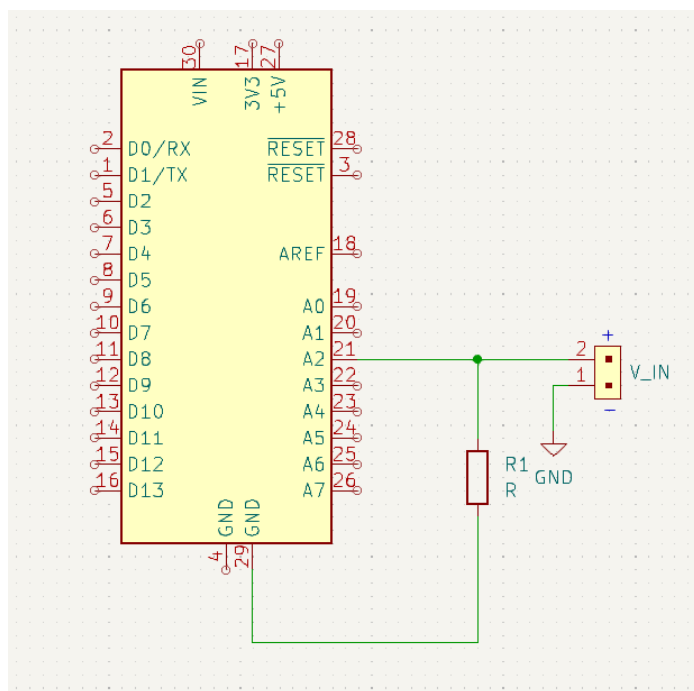 30
VIN
17
3V3
27
+5V
2 D0/RX
1 D1/TX
5 D2
6 D3
7 D4
8 D5
9 D6
10 D7
11 D8
12 D9
13 D10
14 D11
15 D12
16 D13
RESET 28
RESET 3
AREF 18
A0 19
A1 20
A2 21
A3 22
A4 23
A5 24
A6 25
A7 26
GND
4
GND
29
+
2
1
V_IN
−
GND
R1
R